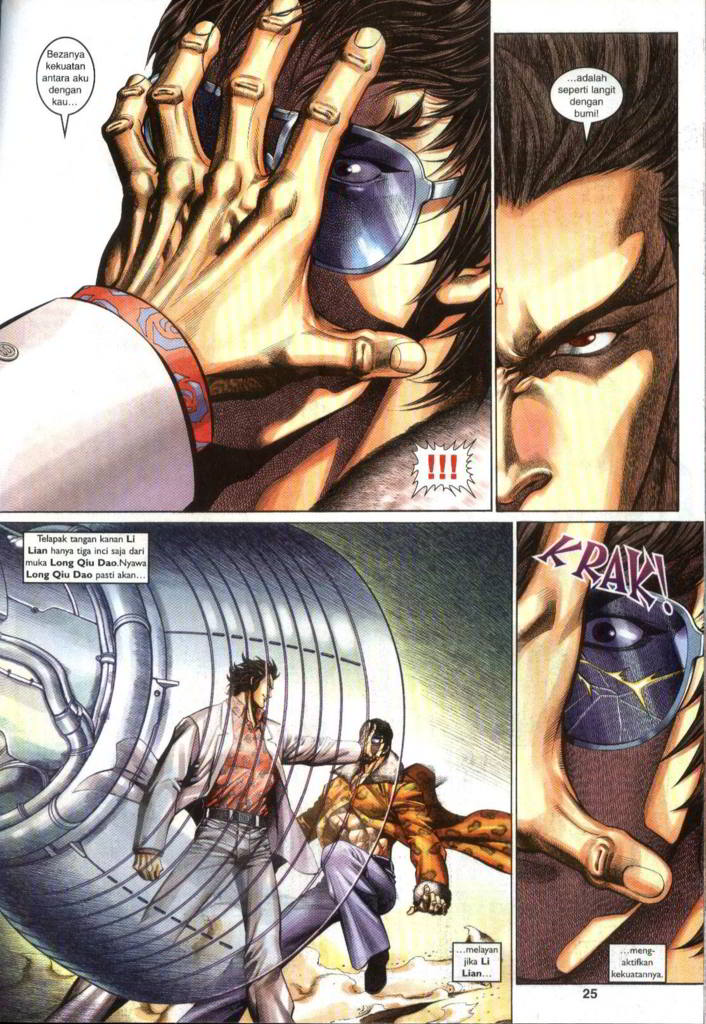 Bezanya
kekuatan
antara aku
dengan
kau...
...adalah
seperti langit
dengan
bumi!
!!!
Telapak tangan kanan Li
Lian hanya tiga inci saja dari
muka Long Qiu Dao.Nyawa
Long Qiu Dao pasti akan...
...melayan
jika Li
Lian...
KRAK!
...meng-
aktifkan
kekuatannya.
25